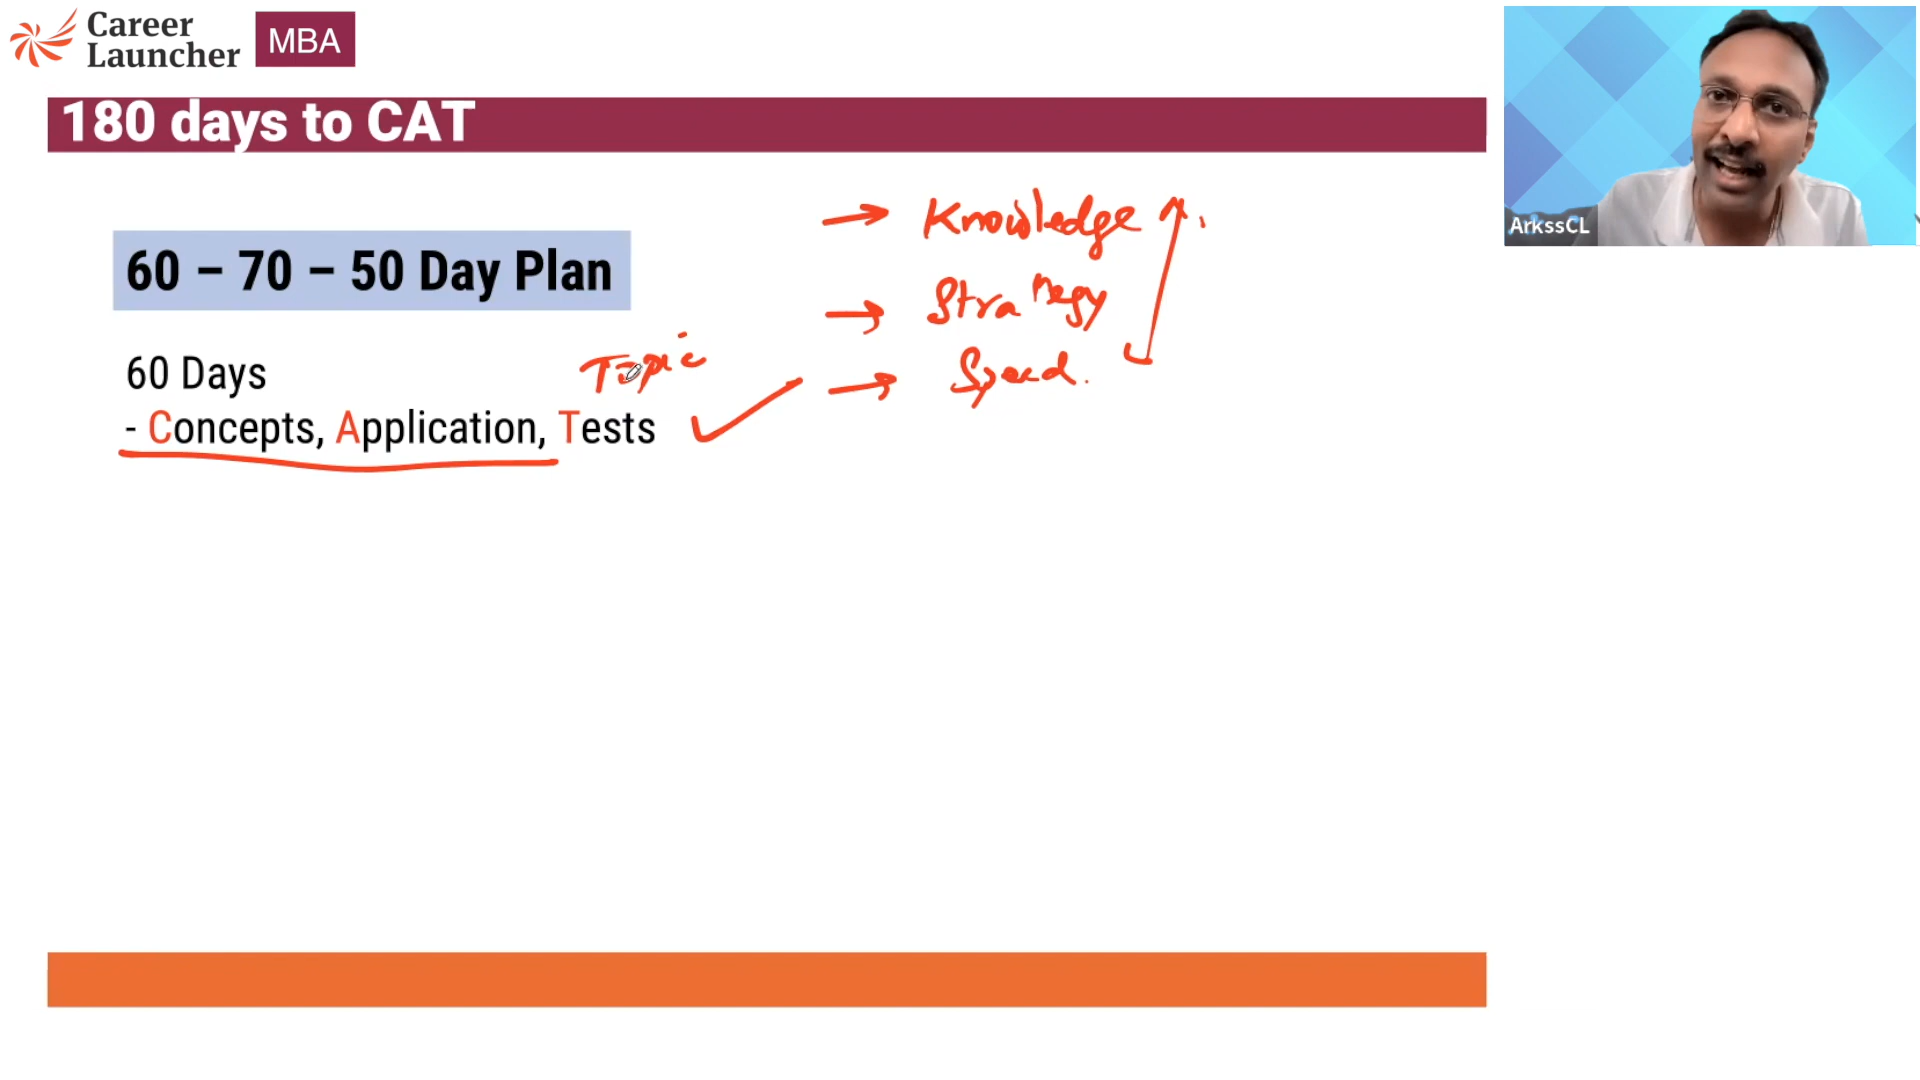 Career
Launcher
MBA
180 days to CAT
60 – 70 – 50 Day Plan
60 Days
- Concepts, Application, Tests
Topic
→ Knowledge
→ Strategy
→ Speed.
ArkssCL